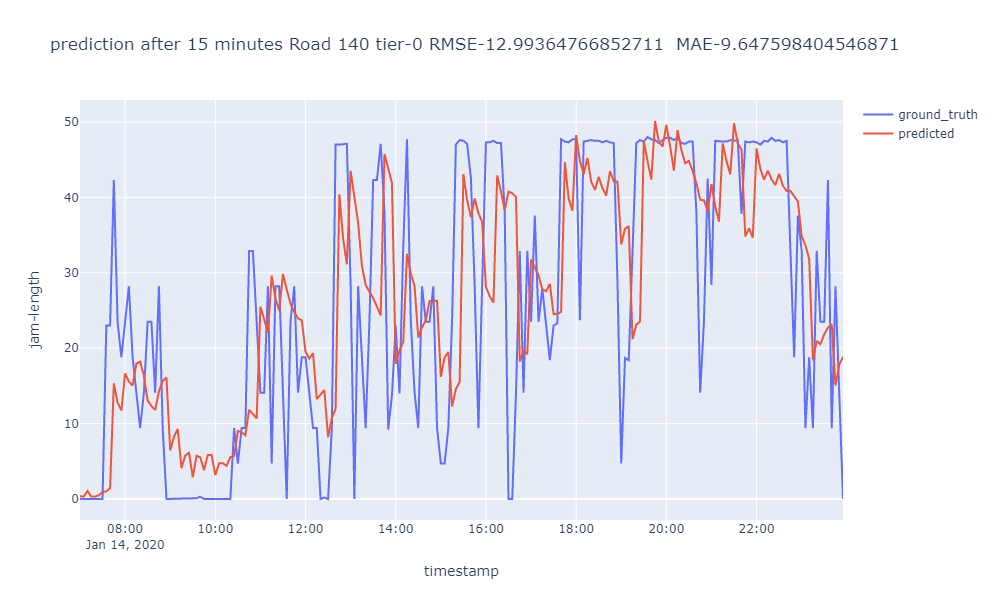 prediction after 15 minutes Road 140 tier-0 RMSE-12.99364766852711  MAE-9.647598404546871
ground_truth
predicted
jam-length
50
40
30
20
10
0
08:00
10:00
12:00
14:00
16:00
18:00
20:00
22:00
Jan 14, 2020
timestamp